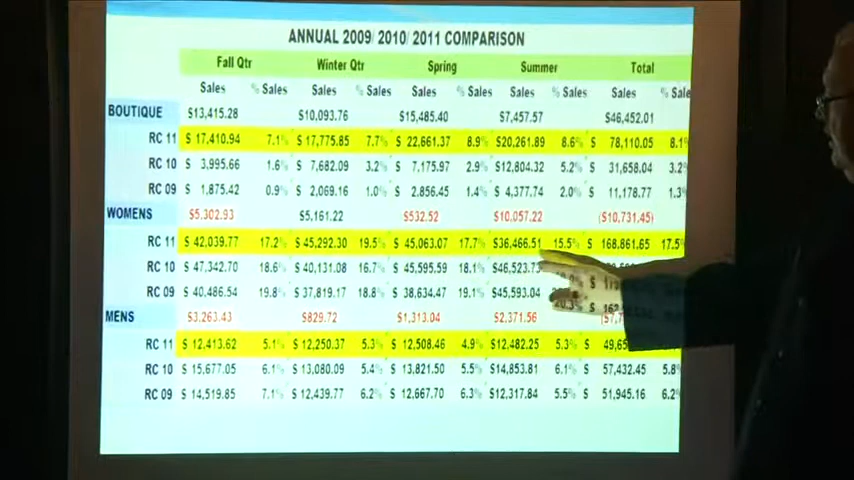 ANNUAL 2009/ 2010/ 2011 COMPARISON
Fall Qtr Winter Qtr Spring Summer Total
Sales % Sales Sales % Sales Sales % Sales Sales % Sales Sales % Sale
BOUTIQUE $13,415.28 $10,093.76 $15,485.40 $7,457.57 $46,452.01
RC 11 $ 17,410.94 7.1% $ 17,775.85 7.7% $ 22,661.37 8.9% $20,261.89 8.6% $ 78,110.05 8.1%
RC 10 $ 3,995.66 1.6% $ 7,682.09 3.2% $ 7,175.97 2.9% $12,804.32 5.2% $ 31,658.04 3.2%
RC 09 $ 1,875.42 0.9% $ 2,069.16 1.0% $ 2,856.45 1.4% $ 4,377.74 2.0% $ 11,178.77 1.3%
WOMENS $5,302.93 $5,161.22 $532.52 $10,057.22 ($10,731.45)
RC 11 $ 42,039.77 17.2% $ 45,292.30 19.5% $ 45,063.07 17.7% $36,466.51 15.5% $ 168,861.65 17.5%
RC 10 $ 47,342.70 18.6% $ 40,131.08 16.7% $ 45,595.59 18.1% $46,523.73
RC 09 $ 40,486.54 19.8% $ 37,819.17 18.8% $ 38,634.47 19.1% $45,593.04 20.3% $
MENS $3,263.43 $829.72 $1,313.04 $2,371.56
RC 11 $ 12,413.62 5.1% $ 12,250.37 5.3% $ 12,508.46 4.9% $12,482.25 5.3% $
RC 10 $ 15,677.05 6.1% $ 13,080.09 5.4% $ 13,821.50 5.5% $14,853.81 6.1% $ 57,432.45 5.8%
RC 09 $ 14,519.85 7.1% $ 12,439.77 6.2% $ 12,667.70 6.3% $12,317.84 5.5% $ 51,945.16 6.2%